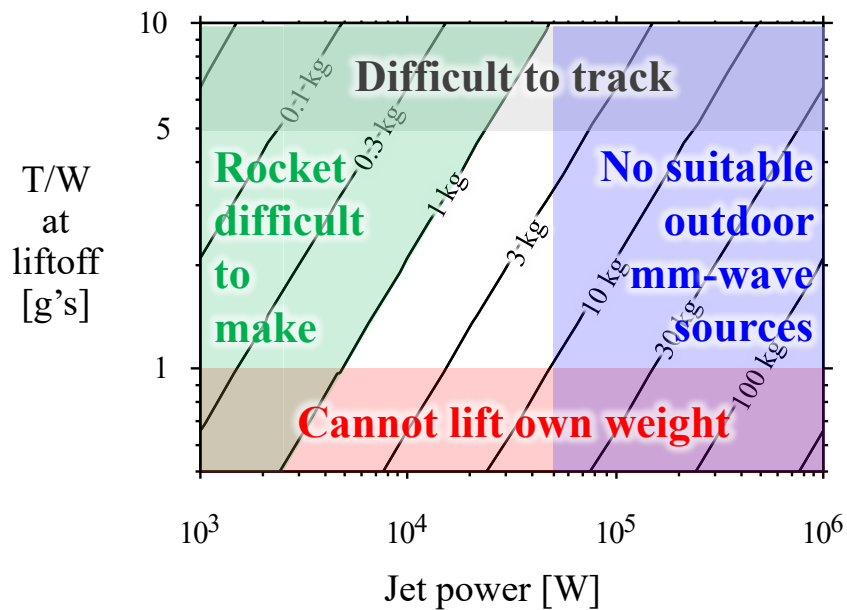 10
5
1
T/W
at
liftoff
[g’s]
Difficult to track
Rocket
difficult
to
make
No suitable
outdoor
mm-wave
sources
Cannot lift own weight
0.1-kg
0.3-kg
1-kg
3-kg
10 kg
30 kg
100 kg
10³
10⁴
10⁵
10⁶
Jet power [W]